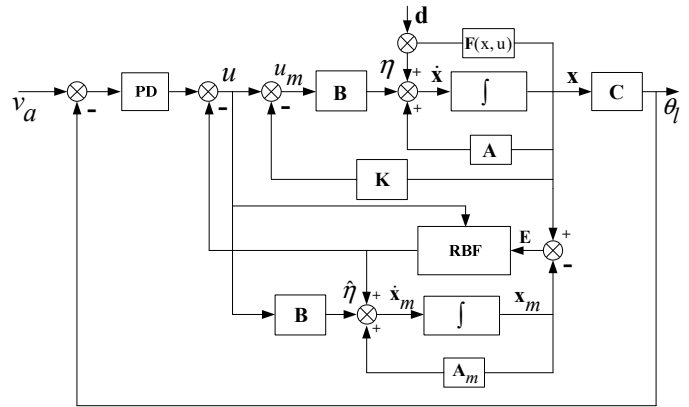 d
F(x, u)
u
u_m
η
+
ẋ
x
v_a
-
PD
-
-
B
+
∫
C
θ_l
A
K
RBF
E
+
-
η̂
+
ẋ_m
x_m
B
+
∫
A_m